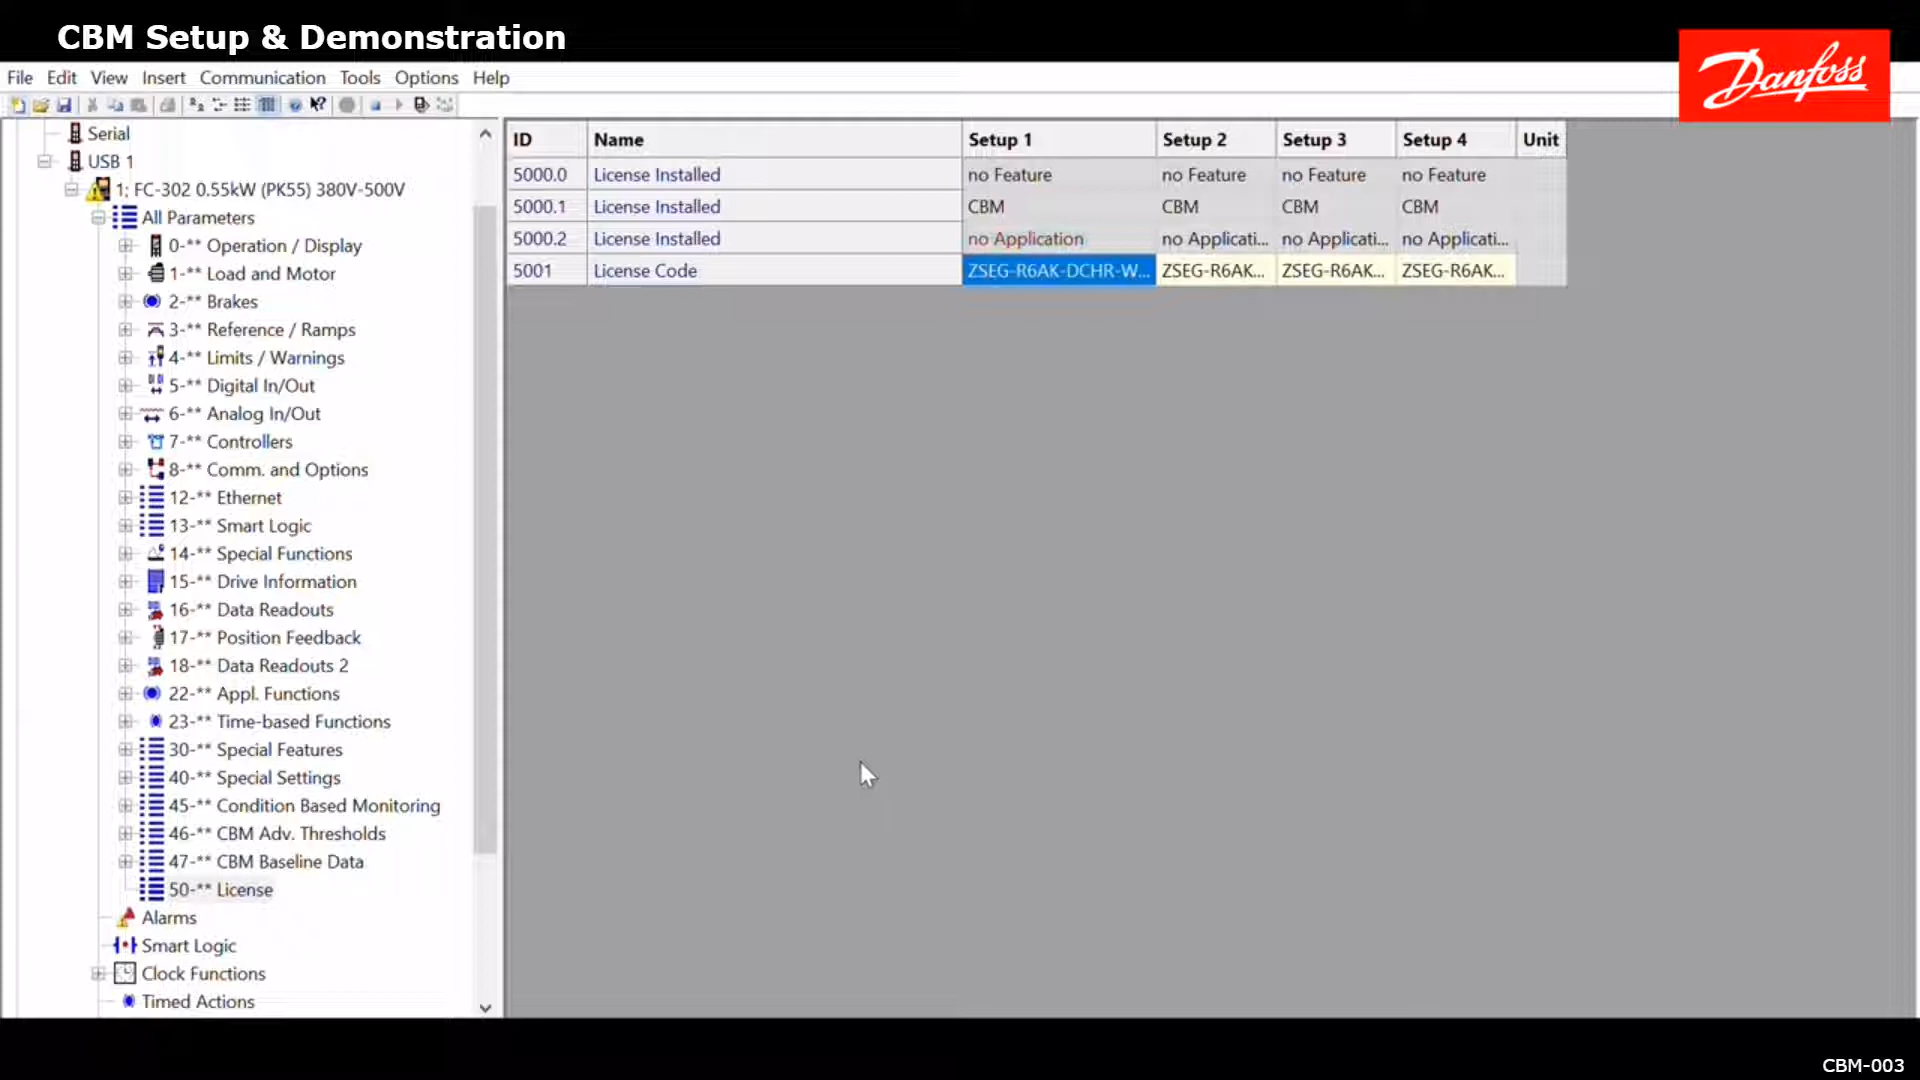 CBM Setup & Demonstration
Danfoss
File Edit View Insert Communication Tools Options Help
Serial
USB 1
1; FC-302 0.55kW (PK55) 380V-500V
All Parameters
0-** Operation / Display
1-** Load and Motor
2-** Brakes
3-** Reference / Ramps
4-** Limits / Warnings
5-** Digital In/Out
6-** Analog In/Out
7-** Controllers
8-** Comm. and Options
12-** Ethernet
13-** Smart Logic
14-** Special Functions
15-** Drive Information
16-** Data Readouts
17-** Position Feedback
18-** Data Readouts 2
22-** Appl. Functions
23-** Time-based Functions
30-** Special Features
40-** Special Settings
45-** Condition Based Monitoring
46-** CBM Adv. Thresholds
47-** CBM Baseline Data
50-** License
Alarms
Smart Logic
Clock Functions
Timed Actions
ID Name Setup 1 Setup 2 Setup 3 Setup 4 Unit
5000.0 License Installed no Feature no Feature no Feature no Feature
5000.1 License Installed CBM CBM CBM CBM
5000.2 License Installed no Application no Applicati... no Applicati... no Applicati...
5001 License Code ZSEG-R6AK-DCHR-W... ZSEG-R6AK... ZSEG-R6AK... ZSEG-R6AK...
CBM-003